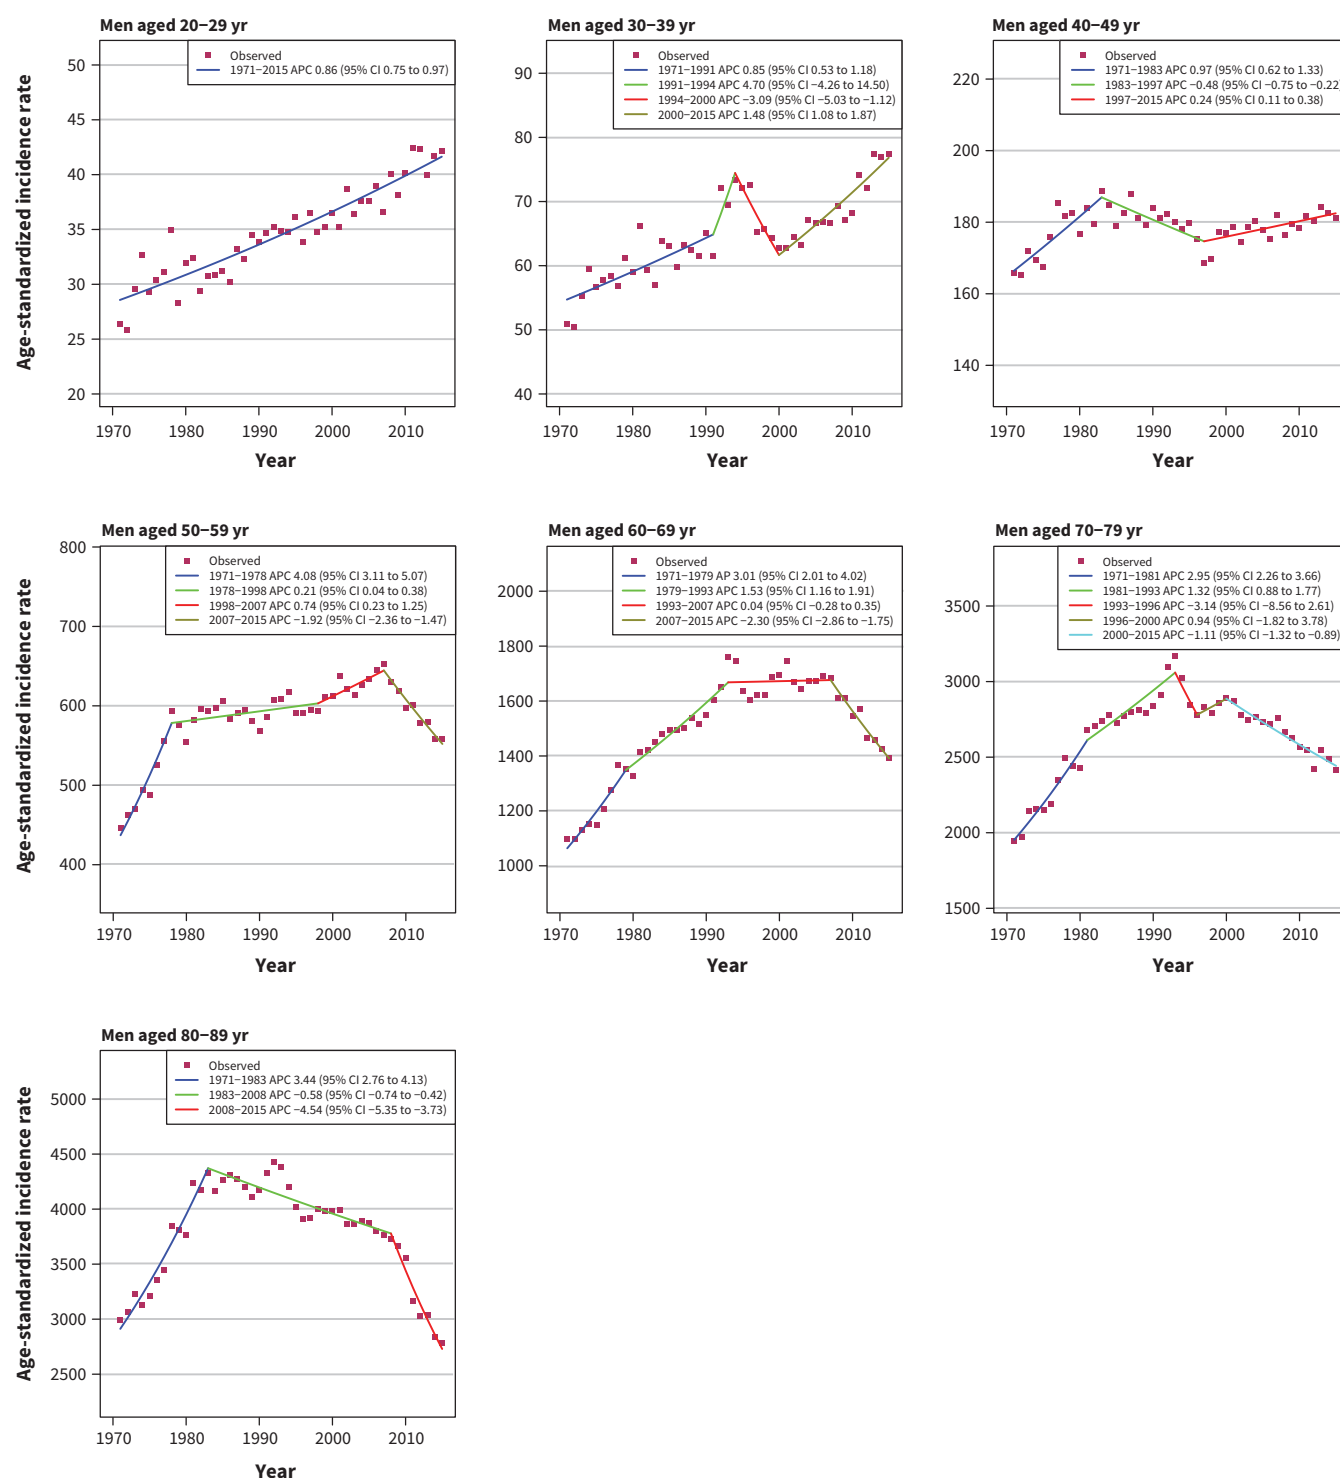 Men aged 20–29 yr
Observed
1971–2015 APC 0.86 (95% CI 0.75 to 0.97)
Age-standardized incidence rate
50
45
40
35
30
25
20
1970 1980 1990 2000 2010
Year
Men aged 30–39 yr
Observed
1971–1991 APC 0.85 (95% CI 0.53 to 1.18)
1991–1994 APC 4.70 (95% CI −4.26 to 14.50)
1994–2000 APC −3.09 (95% CI −5.03 to −1.12)
2000–2015 APC 1.48 (95% CI 1.08 to 1.87)
90
80
70
60
50
40
1970 1980 1990 2000 2010
Year
Men aged 40–49 yr
Observed
1971–1983 APC 0.97 (95% CI 0.62 to 1.33)
1983–1997 APC −0.48 (95% CI −0.75 to −0.22
1997–2015 APC 0.24 (95% CI 0.11 to 0.38)
220
200
180
160
140
1970 1980 1990 2000 2010
Year
Men aged 50–59 yr
Observed
1971–1978 APC 4.08 (95% CI 3.11 to 5.07)
1978–1998 APC 0.21 (95% CI 0.04 to 0.38)
1998–2007 APC 0.74 (95% CI 0.23 to 1.25)
2007–2015 APC −1.92 (95% CI −2.36 to −1.47)
Age-standardized incidence rate
800
700
600
500
400
1970 1980 1990 2000 2010
Year
Men aged 60–69 yr
Observed
1971–1979 AP 3.01 (95% CI 2.01 to 4.02)
1979–1993 APC 1.53 (95% CI 1.16 to 1.91)
1993–2007 APC 0.04 (95% CI −0.28 to 0.35)
2007–2015 APC −2.30 (95% CI −2.86 to −1.75)
2000
1800
1600
1400
1200
1000
1970 1980 1990 2000 2010
Year
Men aged 70–79 yr
Observed
1971–1981 APC 2.95 (95% CI 2.26 to 3.66)
1981–1993 APC 1.32 (95% CI 0.88 to 1.77)
1993–1996 APC −3.14 (95% CI −8.56 to 2.61)
1996–2000 APC 0.94 (95% CI −1.82 to 3.78)
2000–2015 APC −1.11 (95% CI −1.32 to −0.89)
3500
3000
2500
2000
1500
1970 1980 1990 2000 2010
Year
Men aged 80–89 yr
Observed
1971–1983 APC 3.44 (95% CI 2.76 to 4.13)
1983–2008 APC −0.58 (95% CI −0.74 to −0.42)
2008–2015 APC −4.54 (95% CI −5.35 to −3.73)
Age-standardized incidence rate
5000
4500
4000
3500
3000
2500
1970 1980 1990 2000 2010
Year